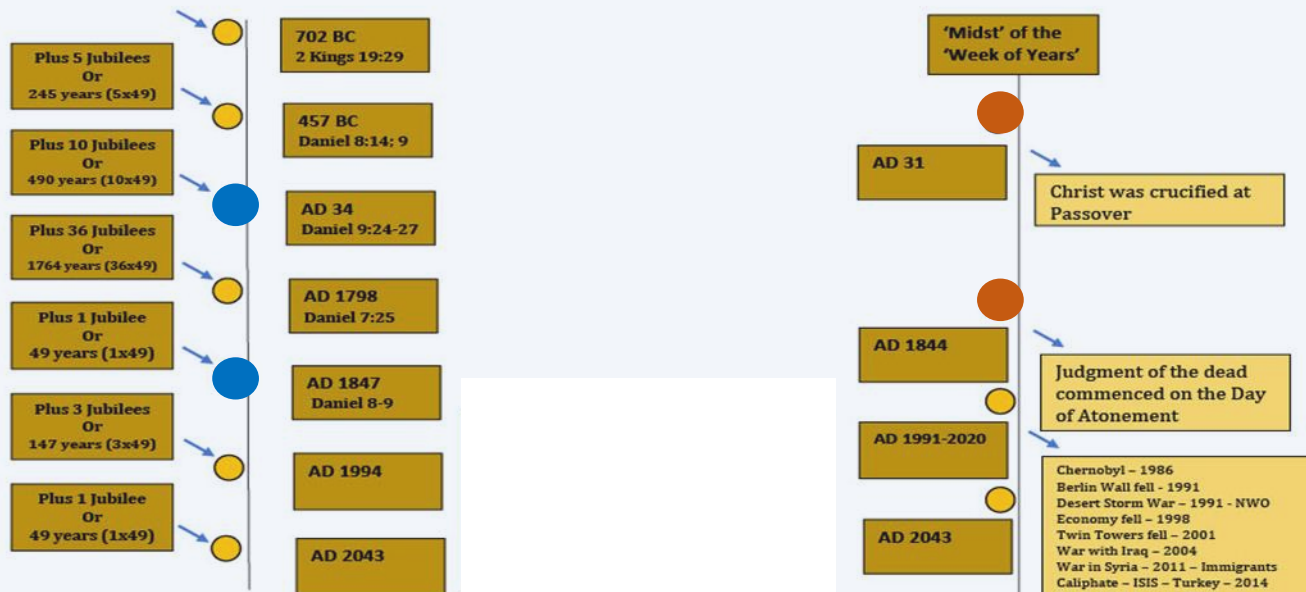 702 BC
2 Kings 19:29
Plus 5 Jubilees
Or
245 years (5x49)
457 BC
Daniel 8:14; 9
Plus 10 Jubilees
Or
490 years (10x49)
AD 34
Daniel 9:24-27
Plus 36 Jubilees
Or
1764 years (36x49)
AD 1798
Daniel 7:25
Plus 1 Jubilee
Or
49 years (1x49)
AD 1847
Daniel 8-9
Plus 3 Jubilees
Or
147 years (3x49)
AD 1994
Plus 1 Jubilee
Or
49 years (1x49)
AD 2043
‘Midst’ of the
‘Week of Years’
AD 31
Christ was crucified at
Passover
AD 1844
Judgment of the dead
commenced on the Day
of Atonement
AD 1991-2020
Chernobyl – 1986
Berlin Wall fell - 1991
Desert Storm War – 1991 - NWO
Economy fell – 1998
Twin Towers fell – 2001
War with Iraq – 2004
War in Syria – 2011 – Immigrants
Caliphate – ISIS – Turkey – 2014
AD 2043